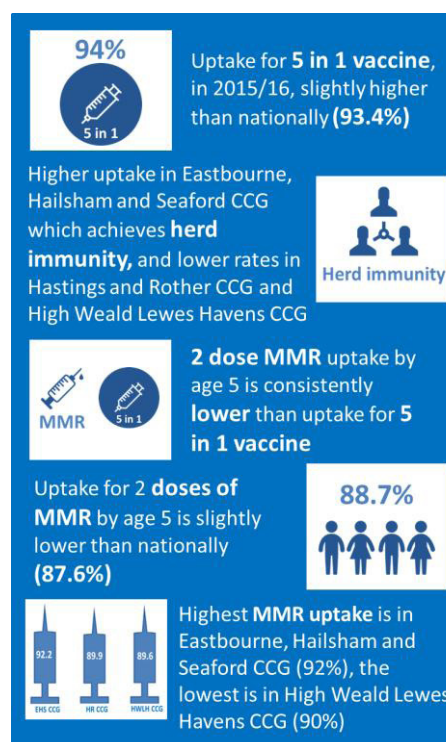 94%
5 in 1
Uptake for 5 in 1 vaccine,
in 2015/16, slightly higher
than nationally (93.4%)
Higher uptake in Eastbourne,
Hailsham and Seaford CCG
which achieves herd
immunity, and lower rates in
Hastings and Rother CCG and
High Weald Lewes Havens CCG
Herd immunity
MMR
5 in 1
2 dose MMR uptake by
age 5 is consistently
lower than uptake for 5
in 1 vaccine
Uptake for 2 doses of
MMR by age 5 is slightly
lower than nationally
(87.6%)
88.7%
92.2
89.9
89.6
EHS CCG
HR CCG
HWLH CCG
Highest MMR uptake is in
Eastbourne, Hailsham and
Seaford CCG (92%), the
lowest is in High Weald Lewes
Havens CCG (90%)